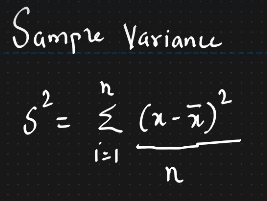 Sample Variance
S² = n Σ i=1 (x - x̄)² / n